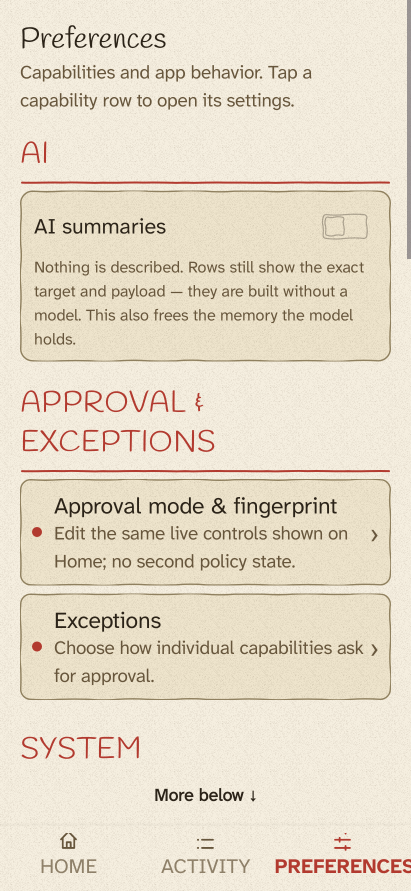 Preferences
Capabilities and app behavior. Tap a
capability row to open its settings.
AI
AI summaries
Nothing is described. Rows still show the exact
target and payload — they are built without a
model. This also frees the memory the model
holds.
APPROVAL &
EXCEPTIONS
Approval mode & fingerprint
Edit the same live controls shown on
Home; no second policy state.
›
Exceptions
Choose how individual capabilities ask
for approval.
›
SYSTEM
More below ↓
HOME
ACTIVITY
PREFERENCES